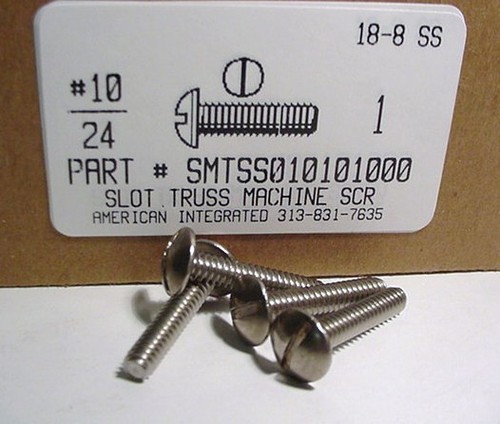 18-8 SS
#10
24
1
PART # SMTSS010101000
SLOT TRUSS MACHINE SCR
AMERICAN INTEGRATED 313-831-7635